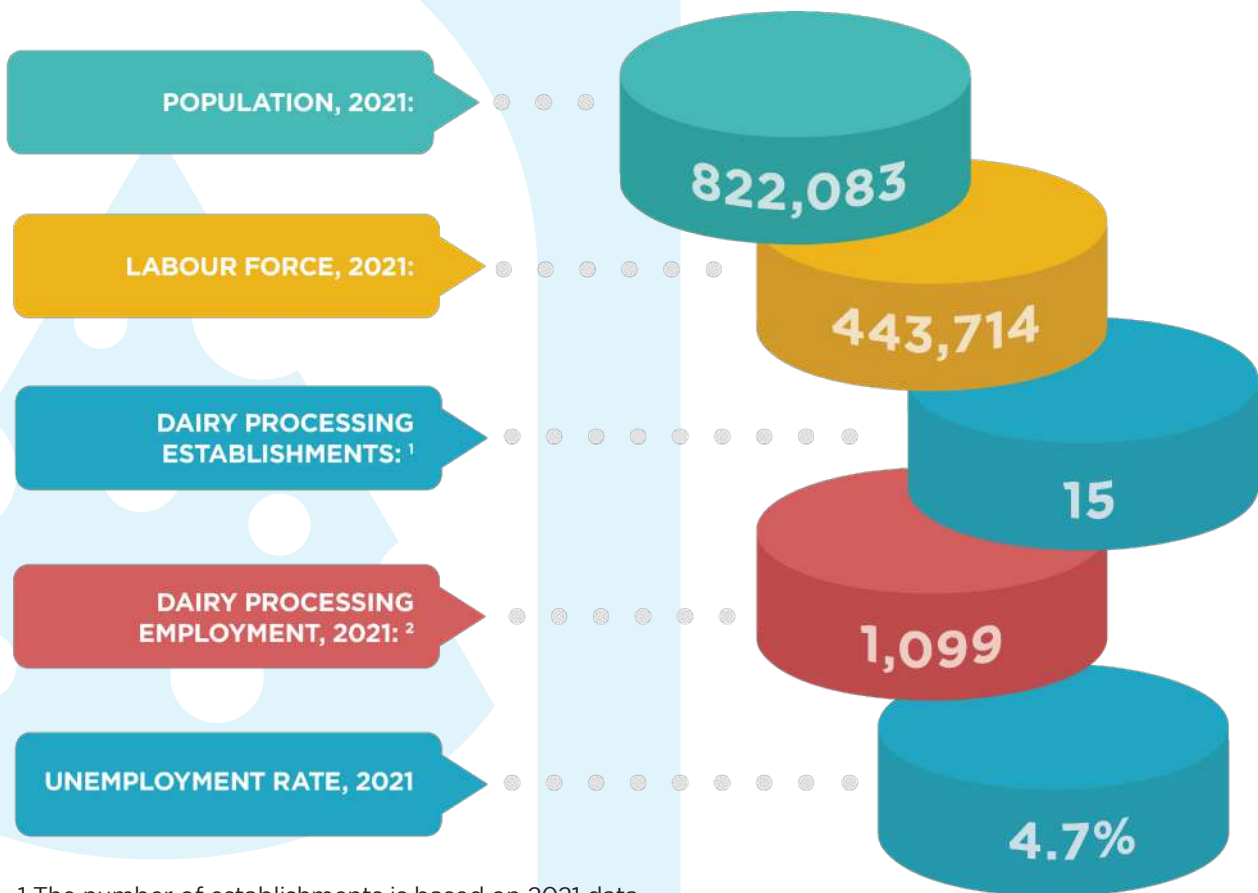 POPULATION, 2021:
822,083
LABOUR FORCE, 2021:
443,714
DAIRY PROCESSING
ESTABLISHMENTS: 1
15
DAIRY PROCESSING
EMPLOYMENT, 2021: 2
1,099
UNEMPLOYMENT RATE, 2021
4.7%
1 The number of establishments is based on 2021 data